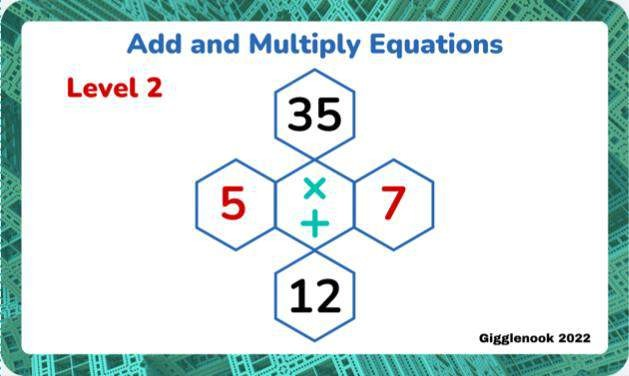 Add and Multiply Equations
Level 2
35
5 × 7
+
12
Gigglenook 2022